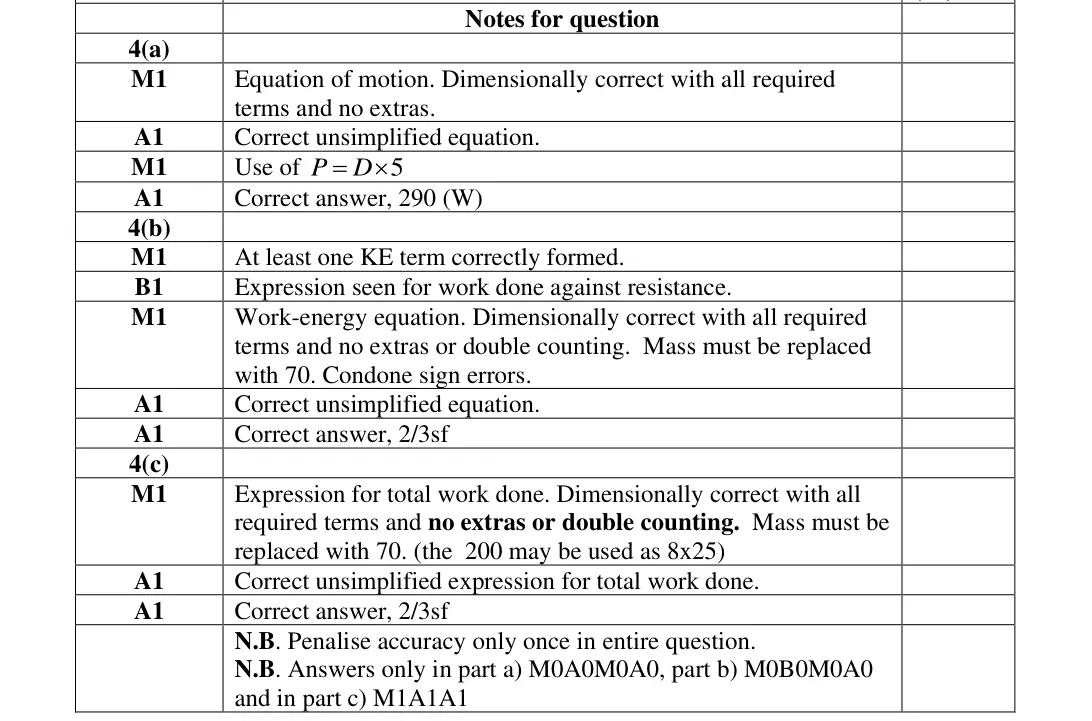 Notes for question
4(a)
M1 Equation of motion. Dimensionally correct with all required
terms and no extras.
A1 Correct unsimplified equation.
M1 Use of P = D×5
A1 Correct answer, 290 (W)
4(b)
M1 At least one KE term correctly formed.
B1 Expression seen for work done against resistance.
M1 Work-energy equation. Dimensionally correct with all required
terms and no extras or double counting. Mass must be replaced
with 70. Condone sign errors.
A1 Correct unsimplified equation.
A1 Correct answer, 2/3sf
4(c)
M1 Expression for total work done. Dimensionally correct with all
required terms and no extras or double counting. Mass must be
replaced with 70. (the 200 may be used as 8x25)
A1 Correct unsimplified expression for total work done.
A1 Correct answer, 2/3sf
N.B. Penalise accuracy only once in entire question.
N.B. Answers only in part a) M0A0M0A0, part b) M0B0M0A0
and in part c) M1A1A1